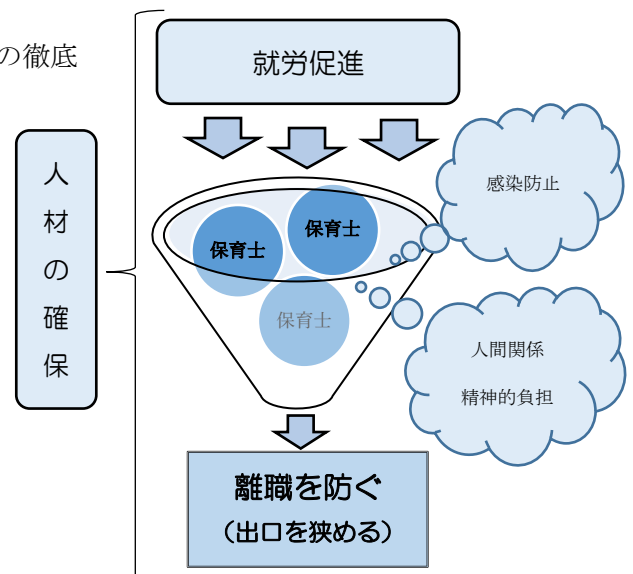 の徹底
就労促進
人材の確保
感染防止
保育士
保育士
保育士
人間関係
精神的負担
離職を防ぐ
（出口を狭める）